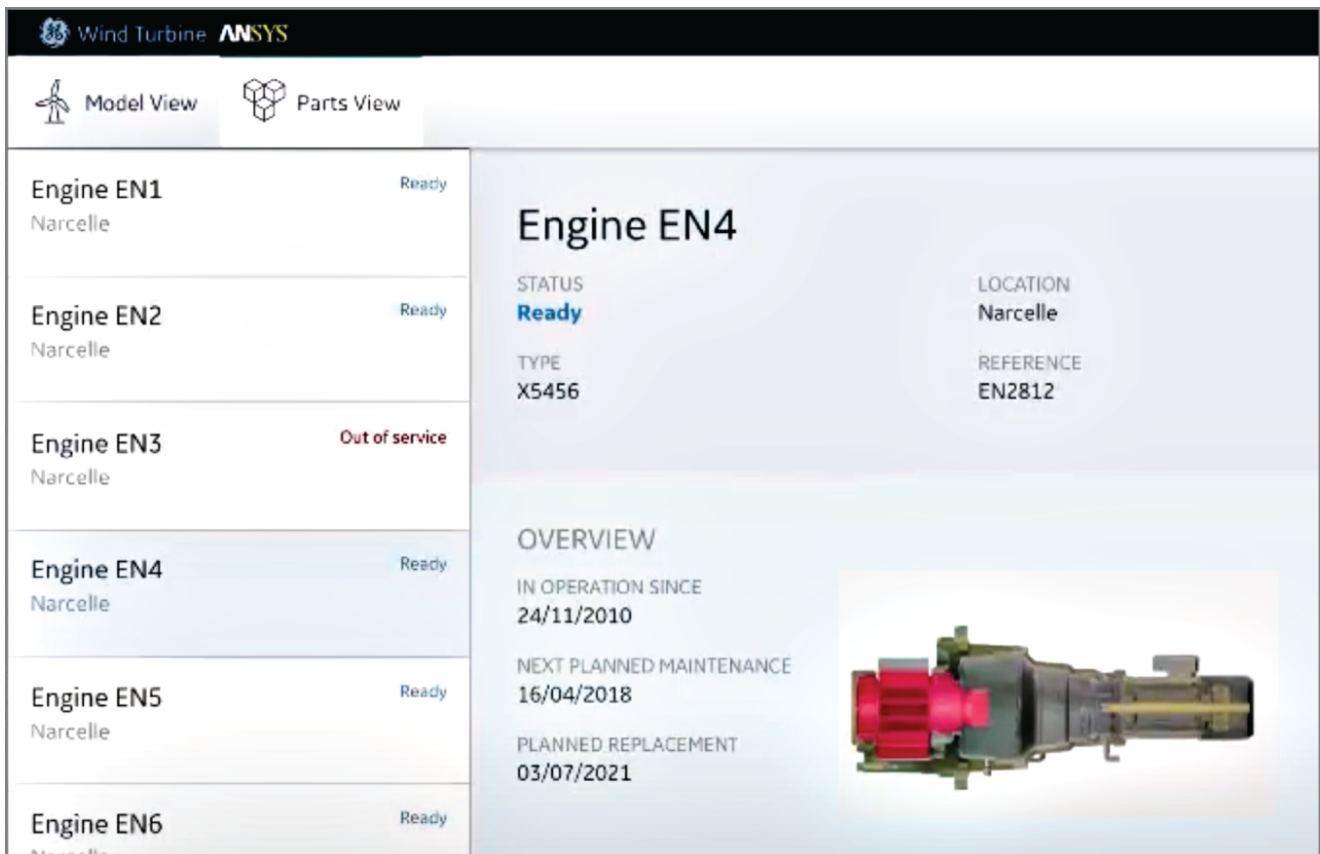 Wind Turbine ANSYS
Model View
Parts View
Engine EN1
Ready
Narcelle
Engine EN2
Ready
Narcelle
Engine EN3
Out of service
Narcelle
Engine EN4
Ready
Narcelle
Engine EN5
Ready
Narcelle
Engine EN6
Ready
Engine EN4
STATUS
Ready
LOCATION
Narcelle
TYPE
X5456
REFERENCE
EN2812
OVERVIEW
IN OPERATION SINCE
24/11/2010
NEXT PLANNED MAINTENANCE
16/04/2018
PLANNED REPLACEMENT
03/07/2021